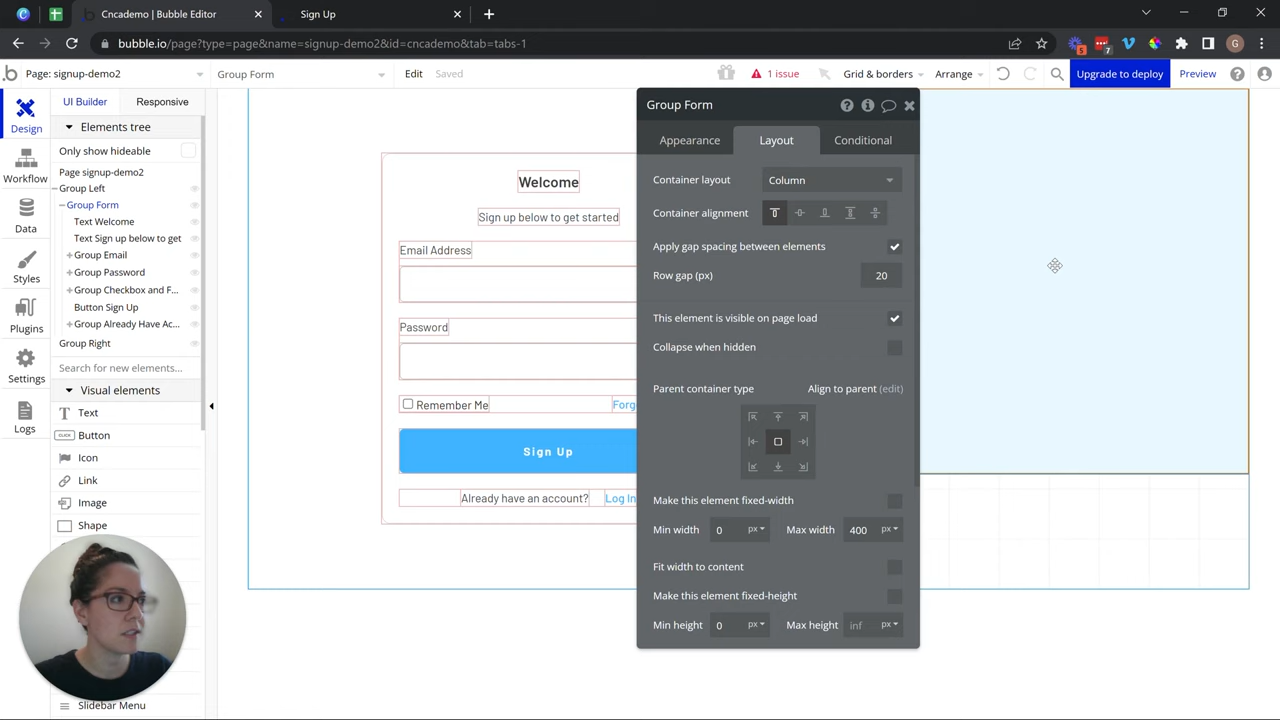 Cncademo | Bubble Editor
Sign Up
bubble.io/page?type=page&name=signup-demo2&id=cncademo&tab=tabs-1
5
7
G
b
Page: signup-demo2
Group Form
Edit
Saved
1 issue
Grid & borders
Arrange
Upgrade to deploy
Preview
Design
Workflow
Data
Styles
Plugins
Settings
Logs
UI Builder
Responsive
Elements tree
Only show hideable
Page signup-demo2
Group Left
Group Form
Text Welcome
Text Sign up below to get
Group Email
Group Password
Group Checkbox and F...
Button Sign Up
Group Already Have Ac...
Group Right
Search for new elements...
Visual elements
Text
CLICK Button
Icon
Link
Image
Shape
Slidebar Menu
Welcome
Sign up below to get started
Email Address
Password
Remember Me
Forg
Sign Up
Already have an account?
Log In
Group Form
Appearance
Layout
Conditional
Container layout
Column
Container alignment
Apply gap spacing between elements
Row gap (px)
20
This element is visible on page load
Collapse when hidden
Parent container type
Align to parent (edit)
Make this element fixed-width
Min width 0 px
Max width 400 px
Fit width to content
Make this element fixed-height
Min height 0 px
Max height inf px